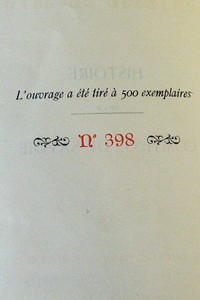 L'ouvrage a été tiré à 500 exemplaires
N° 398